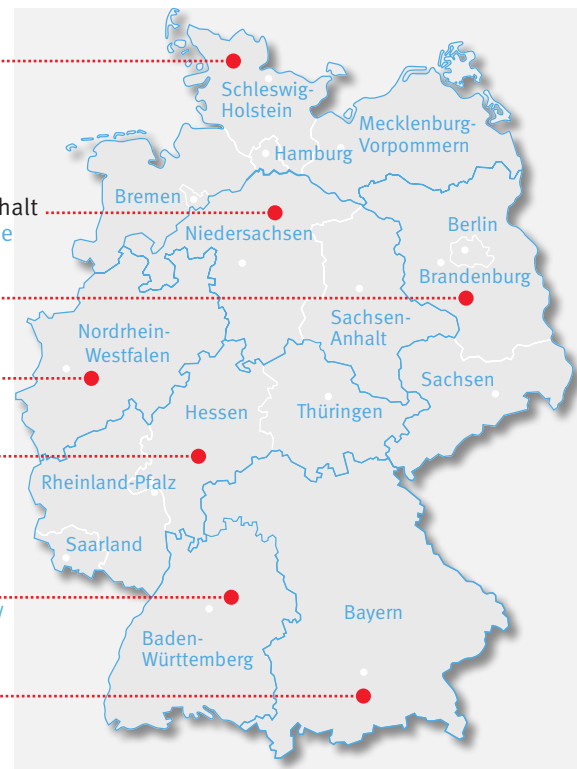 Schleswig-
Holstein
Mecklenburg-
Vorpommern
Hamburg
Bremen
halt
e
Niedersachsen
Berlin
Brandenburg
Sachsen-
Anhalt
Nordrhein-
Westfalen
Sachsen
Hessen
Thüringen
Rheinland-Pfalz
Saarland
Bayern
Baden-
Württemberg